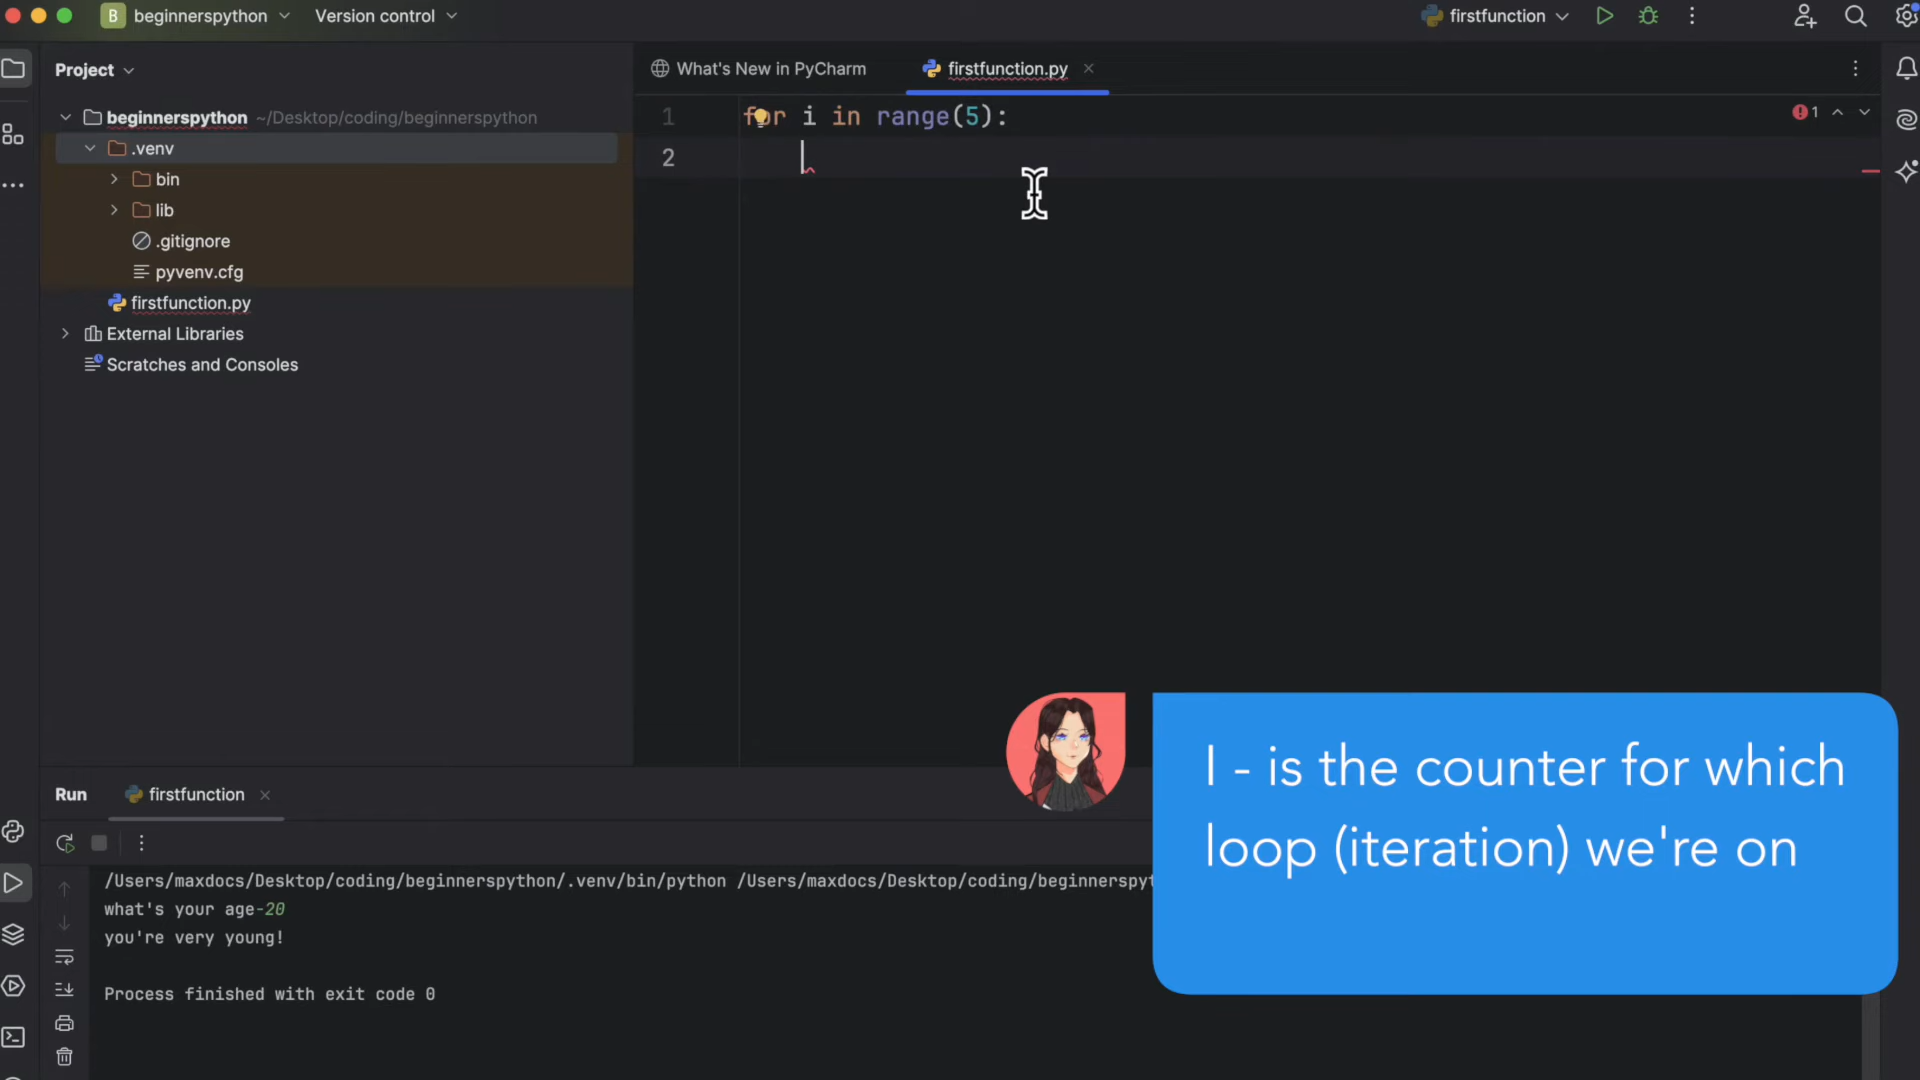 B beginnerspython Version control firstfunction
Project
What's New in PyCharm firstfunction.py
beginnerspython ~/Desktop/coding/beginnerspython
.venv
bin
lib
.gitignore
pyvenv.cfg
firstfunction.py
External Libraries
Scratches and Consoles
1 for i in range(5): 1
2
Run firstfunction
/Users/maxdocs/Desktop/coding/beginnerspython/.venv/bin/python /Users/maxdocs/Desktop/coding/beginnerspyt
what's your age-20
you're very young!
Process finished with exit code 0
I - is the counter for which
loop (iteration) we're on